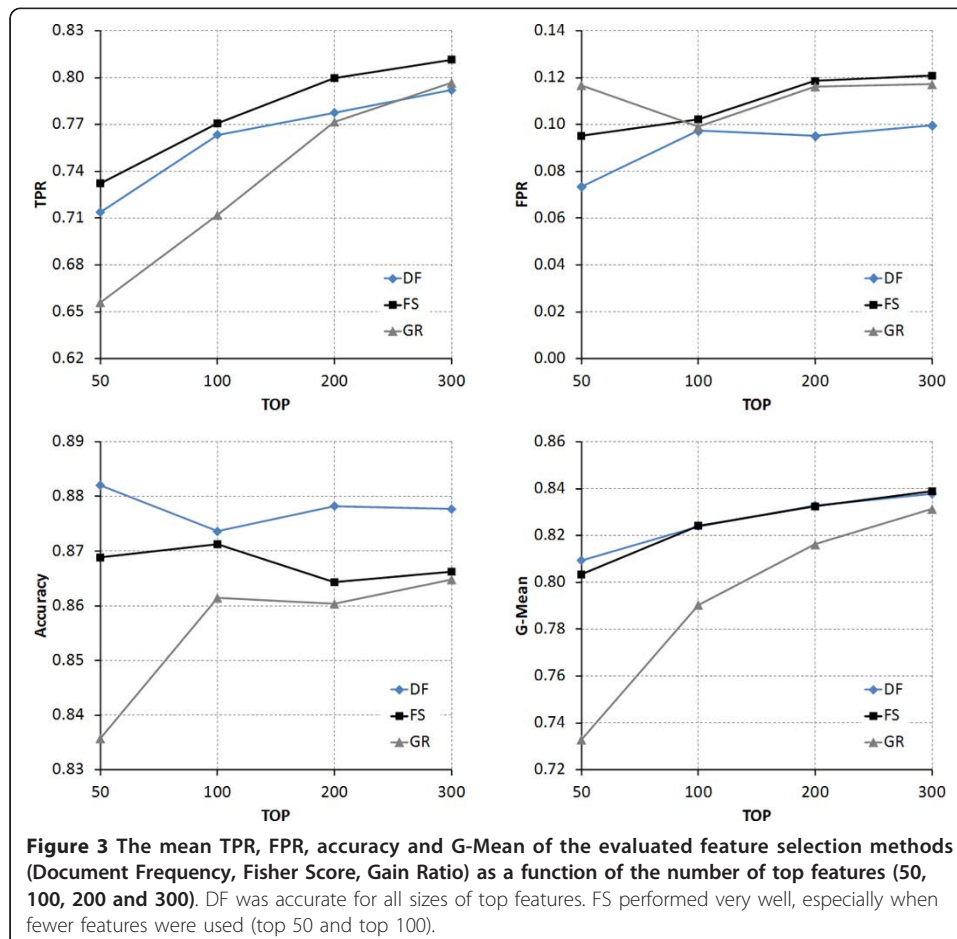 0.83
0.80
0.77
0.74
0.71
0.68
0.65
0.62
TPR
50 100 200 300
TOP
DF
FS
GR
0.14
0.12
0.10
0.08
0.06
0.04
0.02
0.00
FPR
50 100 200 300
TOP
DF
FS
GR
0.89
0.88
0.87
0.86
0.85
0.84
0.83
Accuracy
50 100 200 300
TOP
DF
FS
GR
0.86
0.84
0.82
0.80
0.78
0.76
0.74
0.72
G-Mean
50 100 200 300
TOP
DF
FS
GR
Figure 3 The mean TPR, FPR, accuracy and G-Mean of the evaluated feature selection methods
(Document Frequency, Fisher Score, Gain Ratio) as a function of the number of top features (50,
100, 200 and 300). DF was accurate for all sizes of top features. FS performed very well, especially when
fewer features were used (top 50 and top 100).